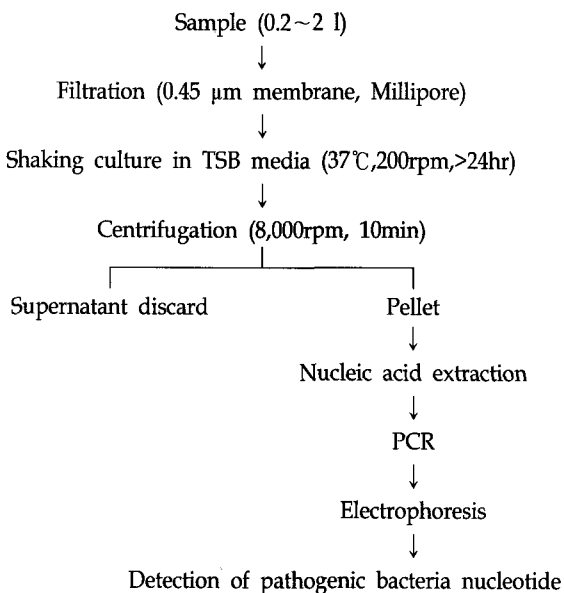 Sample (0.2~2 l)
Filtration (0.45 μm membrane, Millipore)
Shaking culture in TSB media (37℃,200rpm,>24hr)
Centrifugation (8,000rpm, 10min)
Supernatant discard Pellet
Nucleic acid extraction
PCR
Electrophoresis
Detection of pathogenic bacteria nucleotide